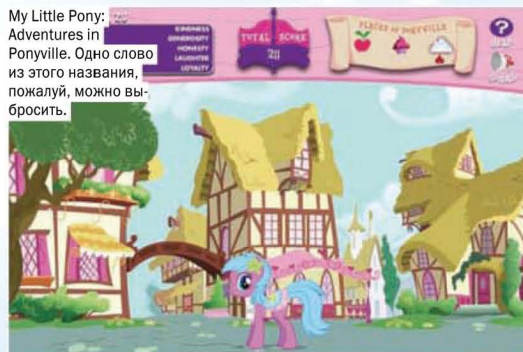 My Little Pony:
Adventures in
Ponyville. Одно слово
из этого названия,
пожалуй, можно вы-
бросить.
KINDNESS
GENEROSITY
HONESTY
LAUGHTER
LOYALTY
TOTAL SCORE
PLACES OF PONYVILLE
?